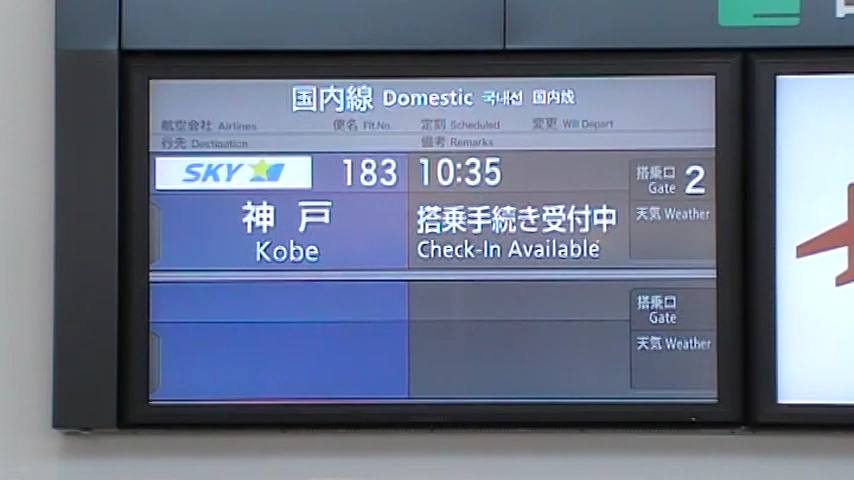 国内線 Domestic 국내선 国内线
航空会社 Airlines 便名 Flt.No. 定刻 Scheduled 変更 Will Depart
行先 Destination 備考 Remarks
SKY 183 10:35 搭乗口 Gate 2
神戸 搭乗手続き受付中 天気 Weather
Kobe Check-In Available
搭乗口
Gate
天気 Weather